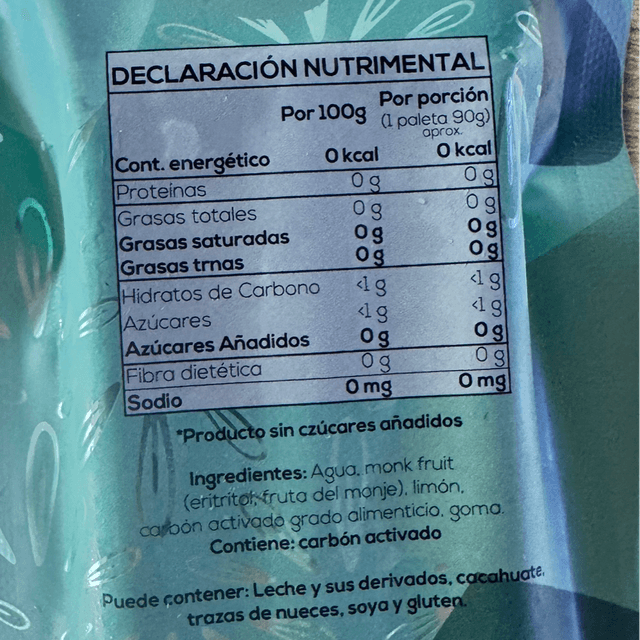 DECLARACIÓN NUTRIMENTAL
Por 100g Por porción
(1 paleta 90g)
aprox.
Cont. energético 0 kcal 0 kcal
Proteínas 0 g 0 g
Grasas totales 0 g 0 g
Grasas saturadas 0 g 0 g
Grasas trnas 0 g 0 g
Hidratos de Carbono <1 g <1 g
Azúcares <1 g <1 g
Azúcares Añadidos 0 g 0 g
Fibra dietética 0 g 0 g
Sodio 0 mg 0 mg
*Producto sin czúcares añadidos
Ingredientes: Agua, monk fruit
(eritritol, fruta del monje), limón,
carbón activado grado alimenticio, goma.
Contiene: carbón activado
Puede contener: Leche y sus derivados, cacahuate,
trazas de nueces, soya y gluten.